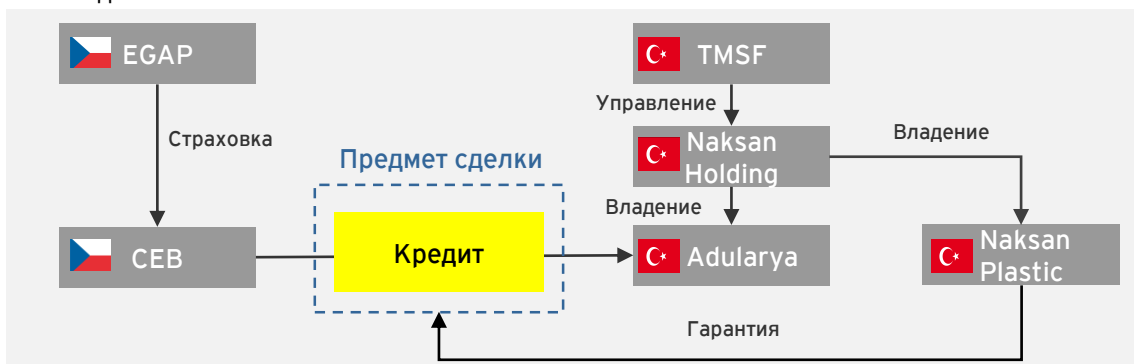 EGAP
TMSF
Управление
Страховка
Naksan
Holding
Владение
Предмет сделки
Владение
CEB
Кредит
Adularya
Naksan
Plastic
Гарантия